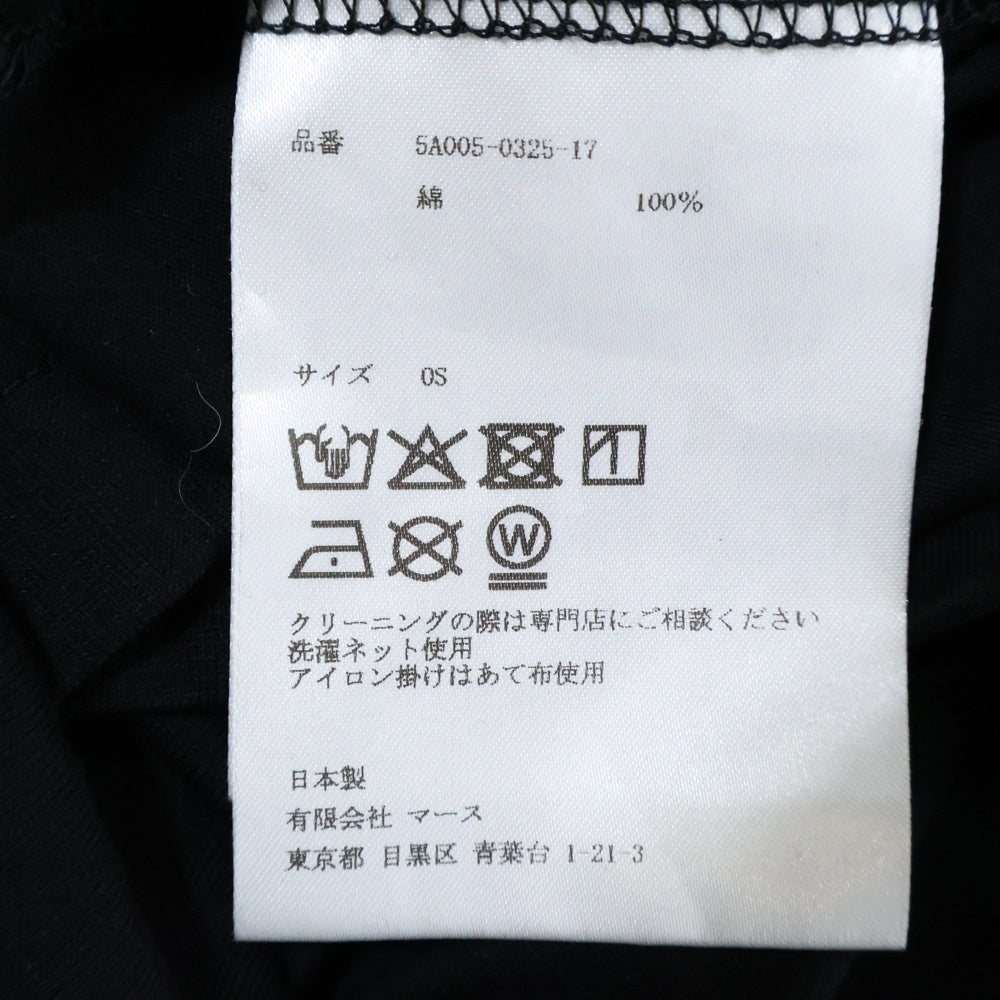 品番 5A005-0325-17
綿 100%
サイズ OS
W
クリーニングの際は専門店にご相談ください
洗濯ネット使用
アイロン掛けはあて布使用
日本製
有限会社 マース
東京都 目黒区 青葉台 1-21-3